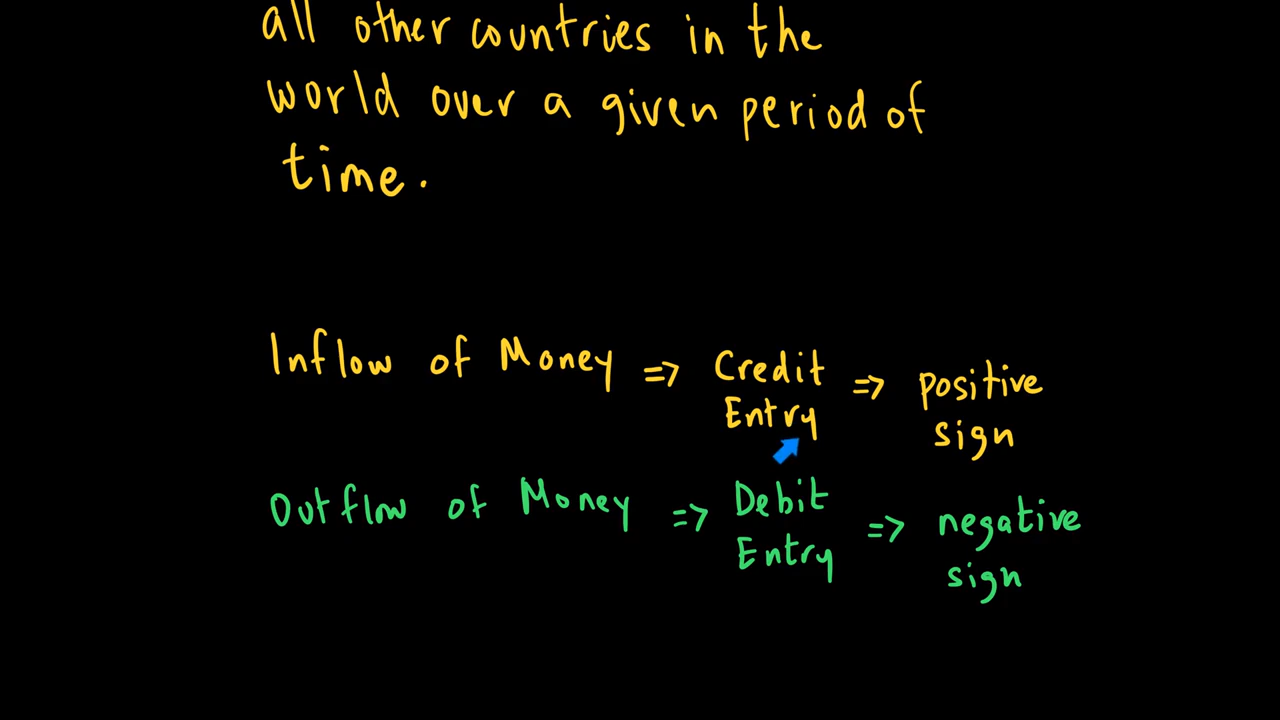 all other countries in the
world over a given period of
time.
Inflow of Money => Credit Entry => positive sign
Outflow of Money => Debit Entry => negative sign